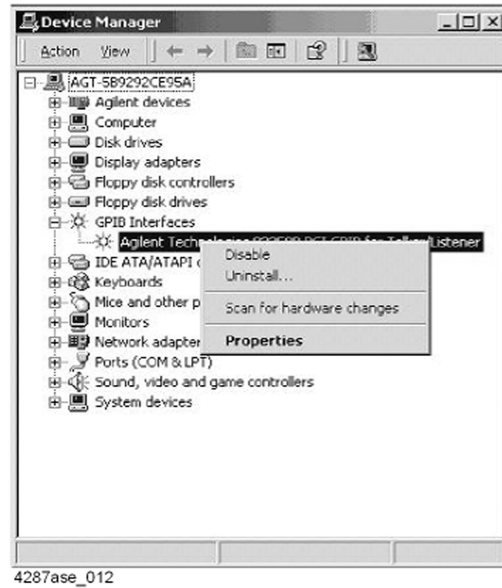 Device Manager
Action View
AGT-5B9292CE95A
Agilent devices
Computer
Disk drives
Display adapters
Floppy disk controllers
Floppy disk drives
GPIB Interfaces
Agilent Technologies PCI GPIB for Talker/Listener
Disable
IDE ATA/ATAPI
Uninstall...
Keyboards
Mice and other
Scan for hardware changes
Monitors
Network adapter
Properties
Ports (COM & LPT)
Sound, video and game controllers
System devices
4287ase_012